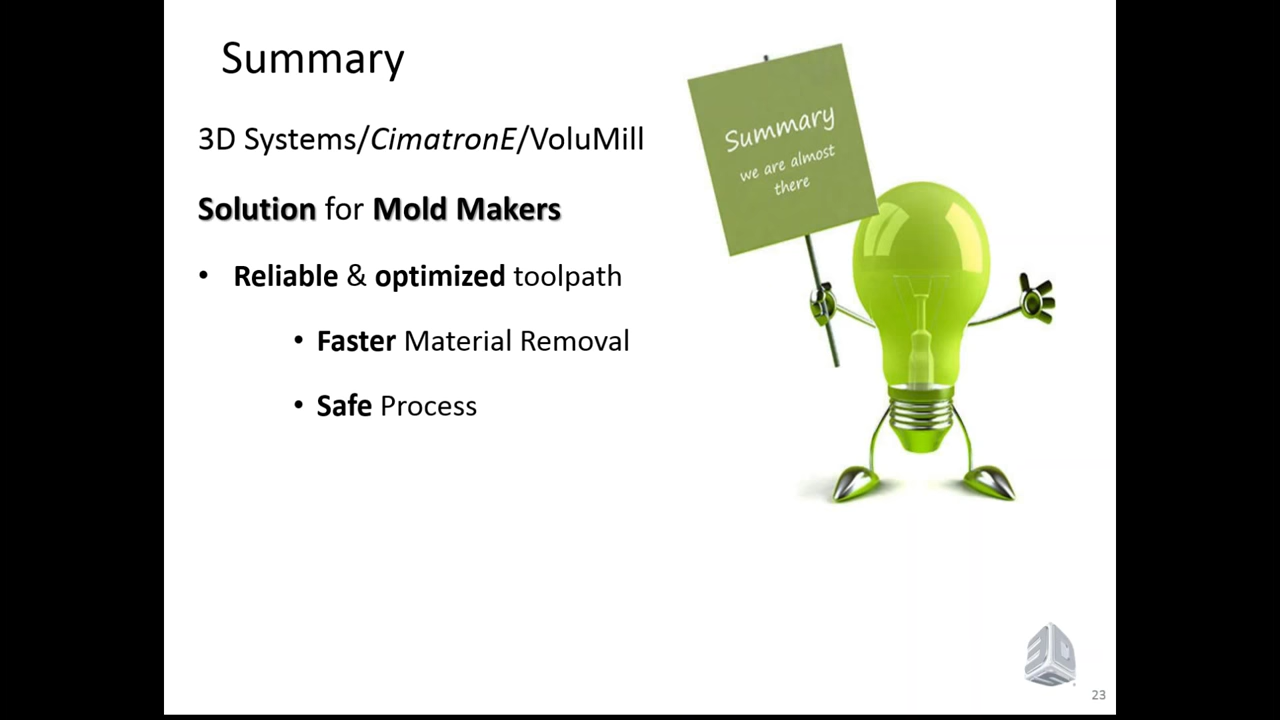 Summary
3D Systems/CimatronE/VoluMill
Solution for Mold Makers
• Reliable & optimized toolpath
• Faster Material Removal
• Safe Process
Summary
we are almost
there
3D
S
23